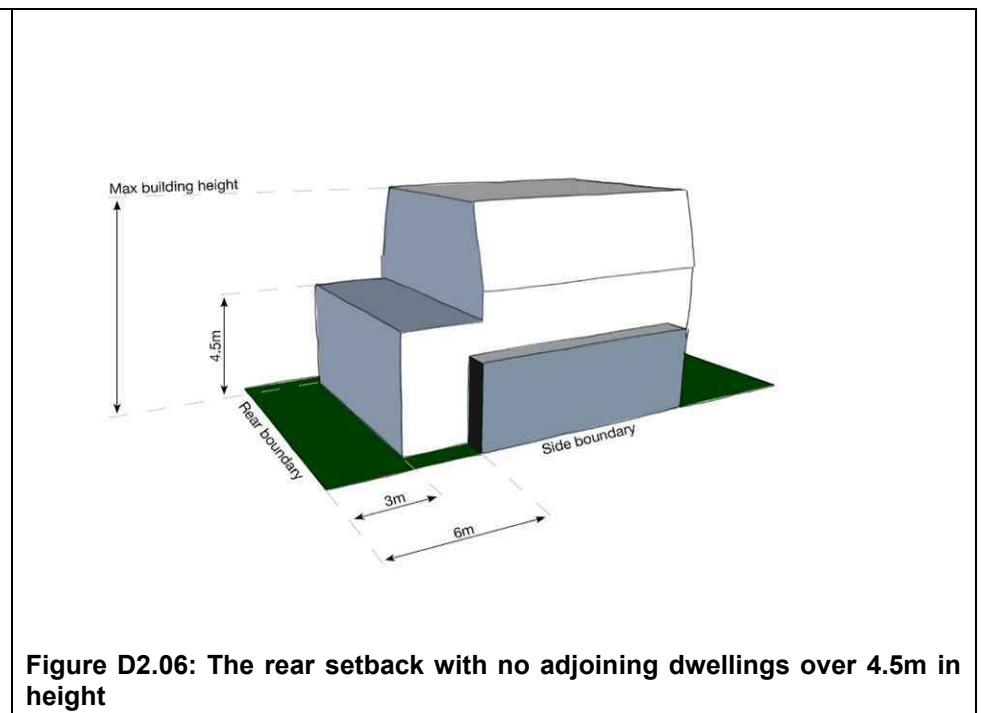 Max building height
4.5m
Rear boundary
Side boundary
3m
6m
Figure D2.06: The rear setback with no adjoining dwellings over 4.5m in
height